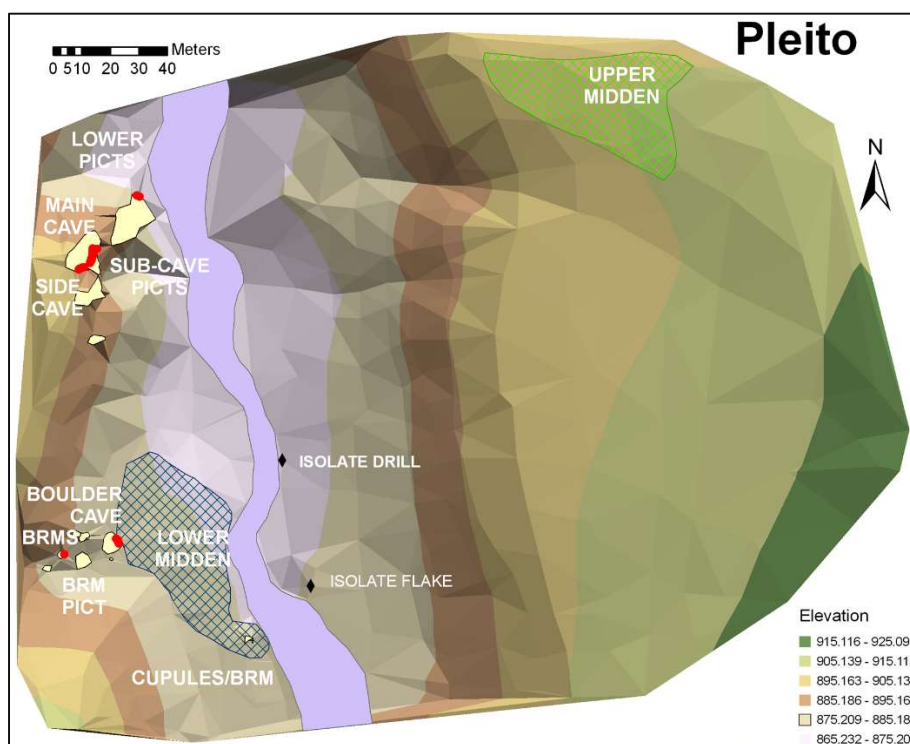 Pleito
Meters
0 5 10 20 30 40
UPPER
MIDDEN
N
LOWER
PICTS
MAIN
CAVE
SUB-CAVE
PICTS
SIDE
CAVE
ISOLATE DRILL
BOULDER
CAVE
BRMS
LOWER
MIDDEN
BRM
PICT
ISOLATE FLAKE
CUPULES/BRM
Elevation
915.116 - 925.09
905.139 - 915.11
895.163 - 905.13
885.186 - 895.16
875.209 - 885.18
865.232 - 875.20